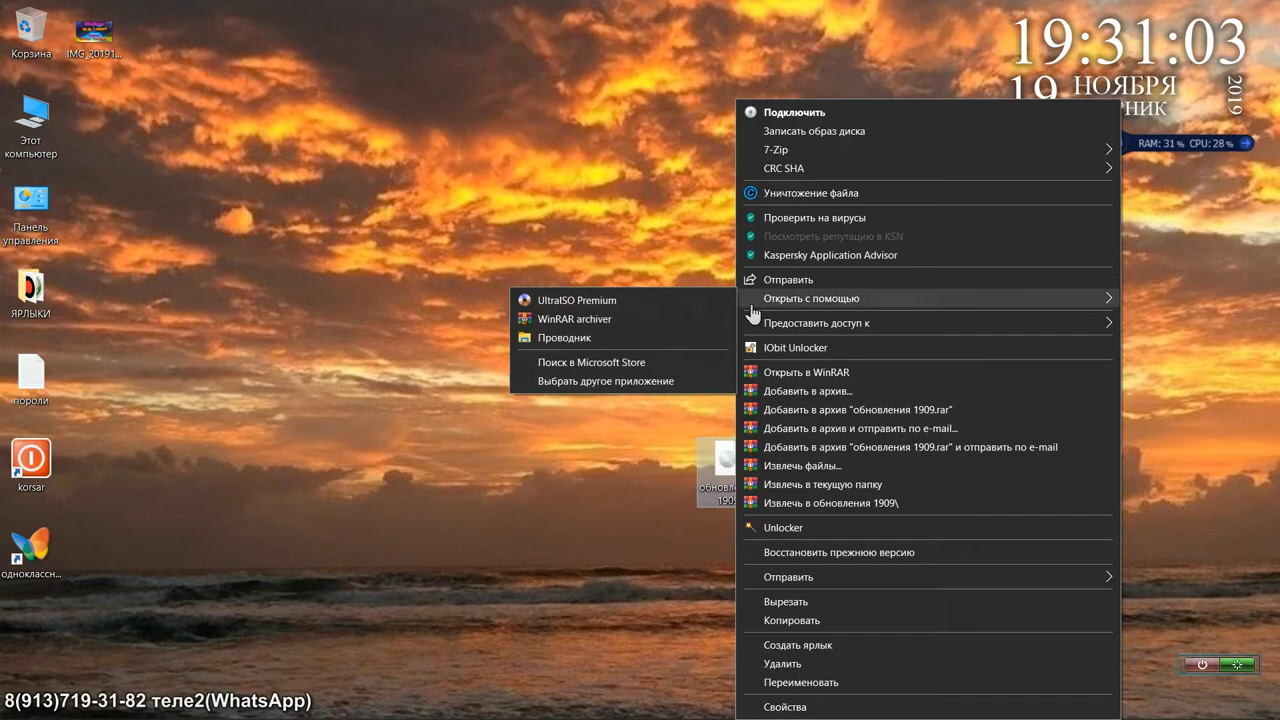 Корзина
IMG_20191...
Этот
компьютер
Панель
управления
ЯРЛЫКИ
пороли
korsar
одноклассн...
8(913)719-31-82 теле2(WhatsApp)
19:31:03
19 НОЯБРЯ
2019
RAM: 31 % CPU: 28 %
Подключить
Записать образ диска
7-Zip
CRC SHA
Уничтожение файла
Проверить на вирусы
Посмотреть репутацию в KSN
Kaspersky Application Advisor
Отправить
Открыть с помощью
Предоставить доступ к
IObit Unlocker
Открыть в WinRAR
Добавить в архив...
Добавить в архив "обновления 1909.rar"
Добавить в архив и отправить по e-mail...
Добавить в архив "обновления 1909.rar" и отправить по e-mail
Извлечь файлы...
Извлечь в текущую папку
Извлечь в обновления 1909\
Unlocker
Восстановить прежнюю версию
Отправить
Вырезать
Копировать
Создать ярлык
Удалить
Переименовать
Свойства
UltraISO Premium
WinRAR archiver
Проводник
Поиск в Microsoft Store
Выбрать другое приложение